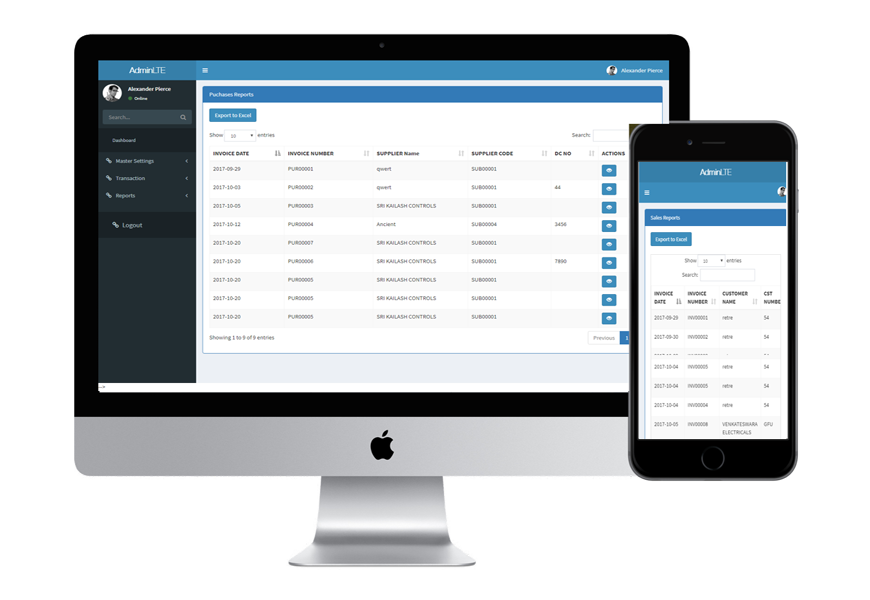 AdminLTE
Alexander Pierce
Alexander Pierce
Online
Search...
Dashboard
Master Settings
Transaction
Reports
Logout
Puchases Reports
Export to Excel
Show 10 entries
Search:
INVOICE DATE INVOICE NUMBER SUPPLIER Name SUPPLIER CODE DC NO ACTIONS
2017-09-29 PUR00001 qwert SUB00001
2017-10-03 PUR00002 qwert SUB00001 44
2017-10-05 PUR00003 SRI KAILASH CONTROLS SUB00001
2017-10-12 PUR00004 Ancient SUB00004 3456
2017-10-20 PUR00007 SRI KAILASH CONTROLS SUB00001
2017-10-20 PUR00006 SRI KAILASH CONTROLS SUB00001 7890
2017-10-20 PUR00005 SRI KAILASH CONTROLS SUB00001
2017-10-20 PUR00005 SRI KAILASH CONTROLS SUB00001
2017-10-20 PUR00005 SRI KAILASH CONTROLS SUB00001
Showing 1 to 9 of 9 entries
Previous 1
-->
AdminLTE
Sales Reports
Export to Excel
Show 10 entries
Search:
INVOICE DATE INVOICE NUMBER CUSTOMER NAME CST NUMBE
2017-09-29 INV00001 retre 54
2017-09-30 INV00002 retre 54
2017-10-04 INV00005 retre 54
2017-10-04 INV00005 retre 54
2017-10-04 INV00004 retre 54
2017-10-05 INV00008 VENKATESWARA GFU
ELECTRICALS